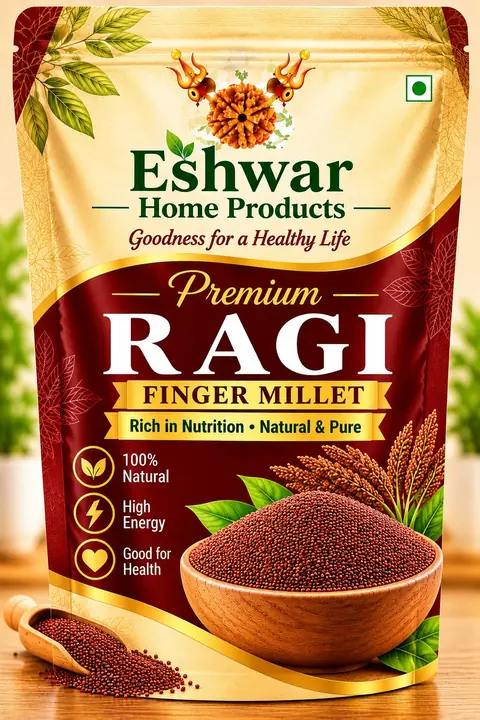 Eshwar
Home Products
Goodness for a Healthy Life
Premium
RAGI
FINGER MILLET
Rich in Nutrition • Natural & Pure
100%
Natural
High
Energy
Good for
Health